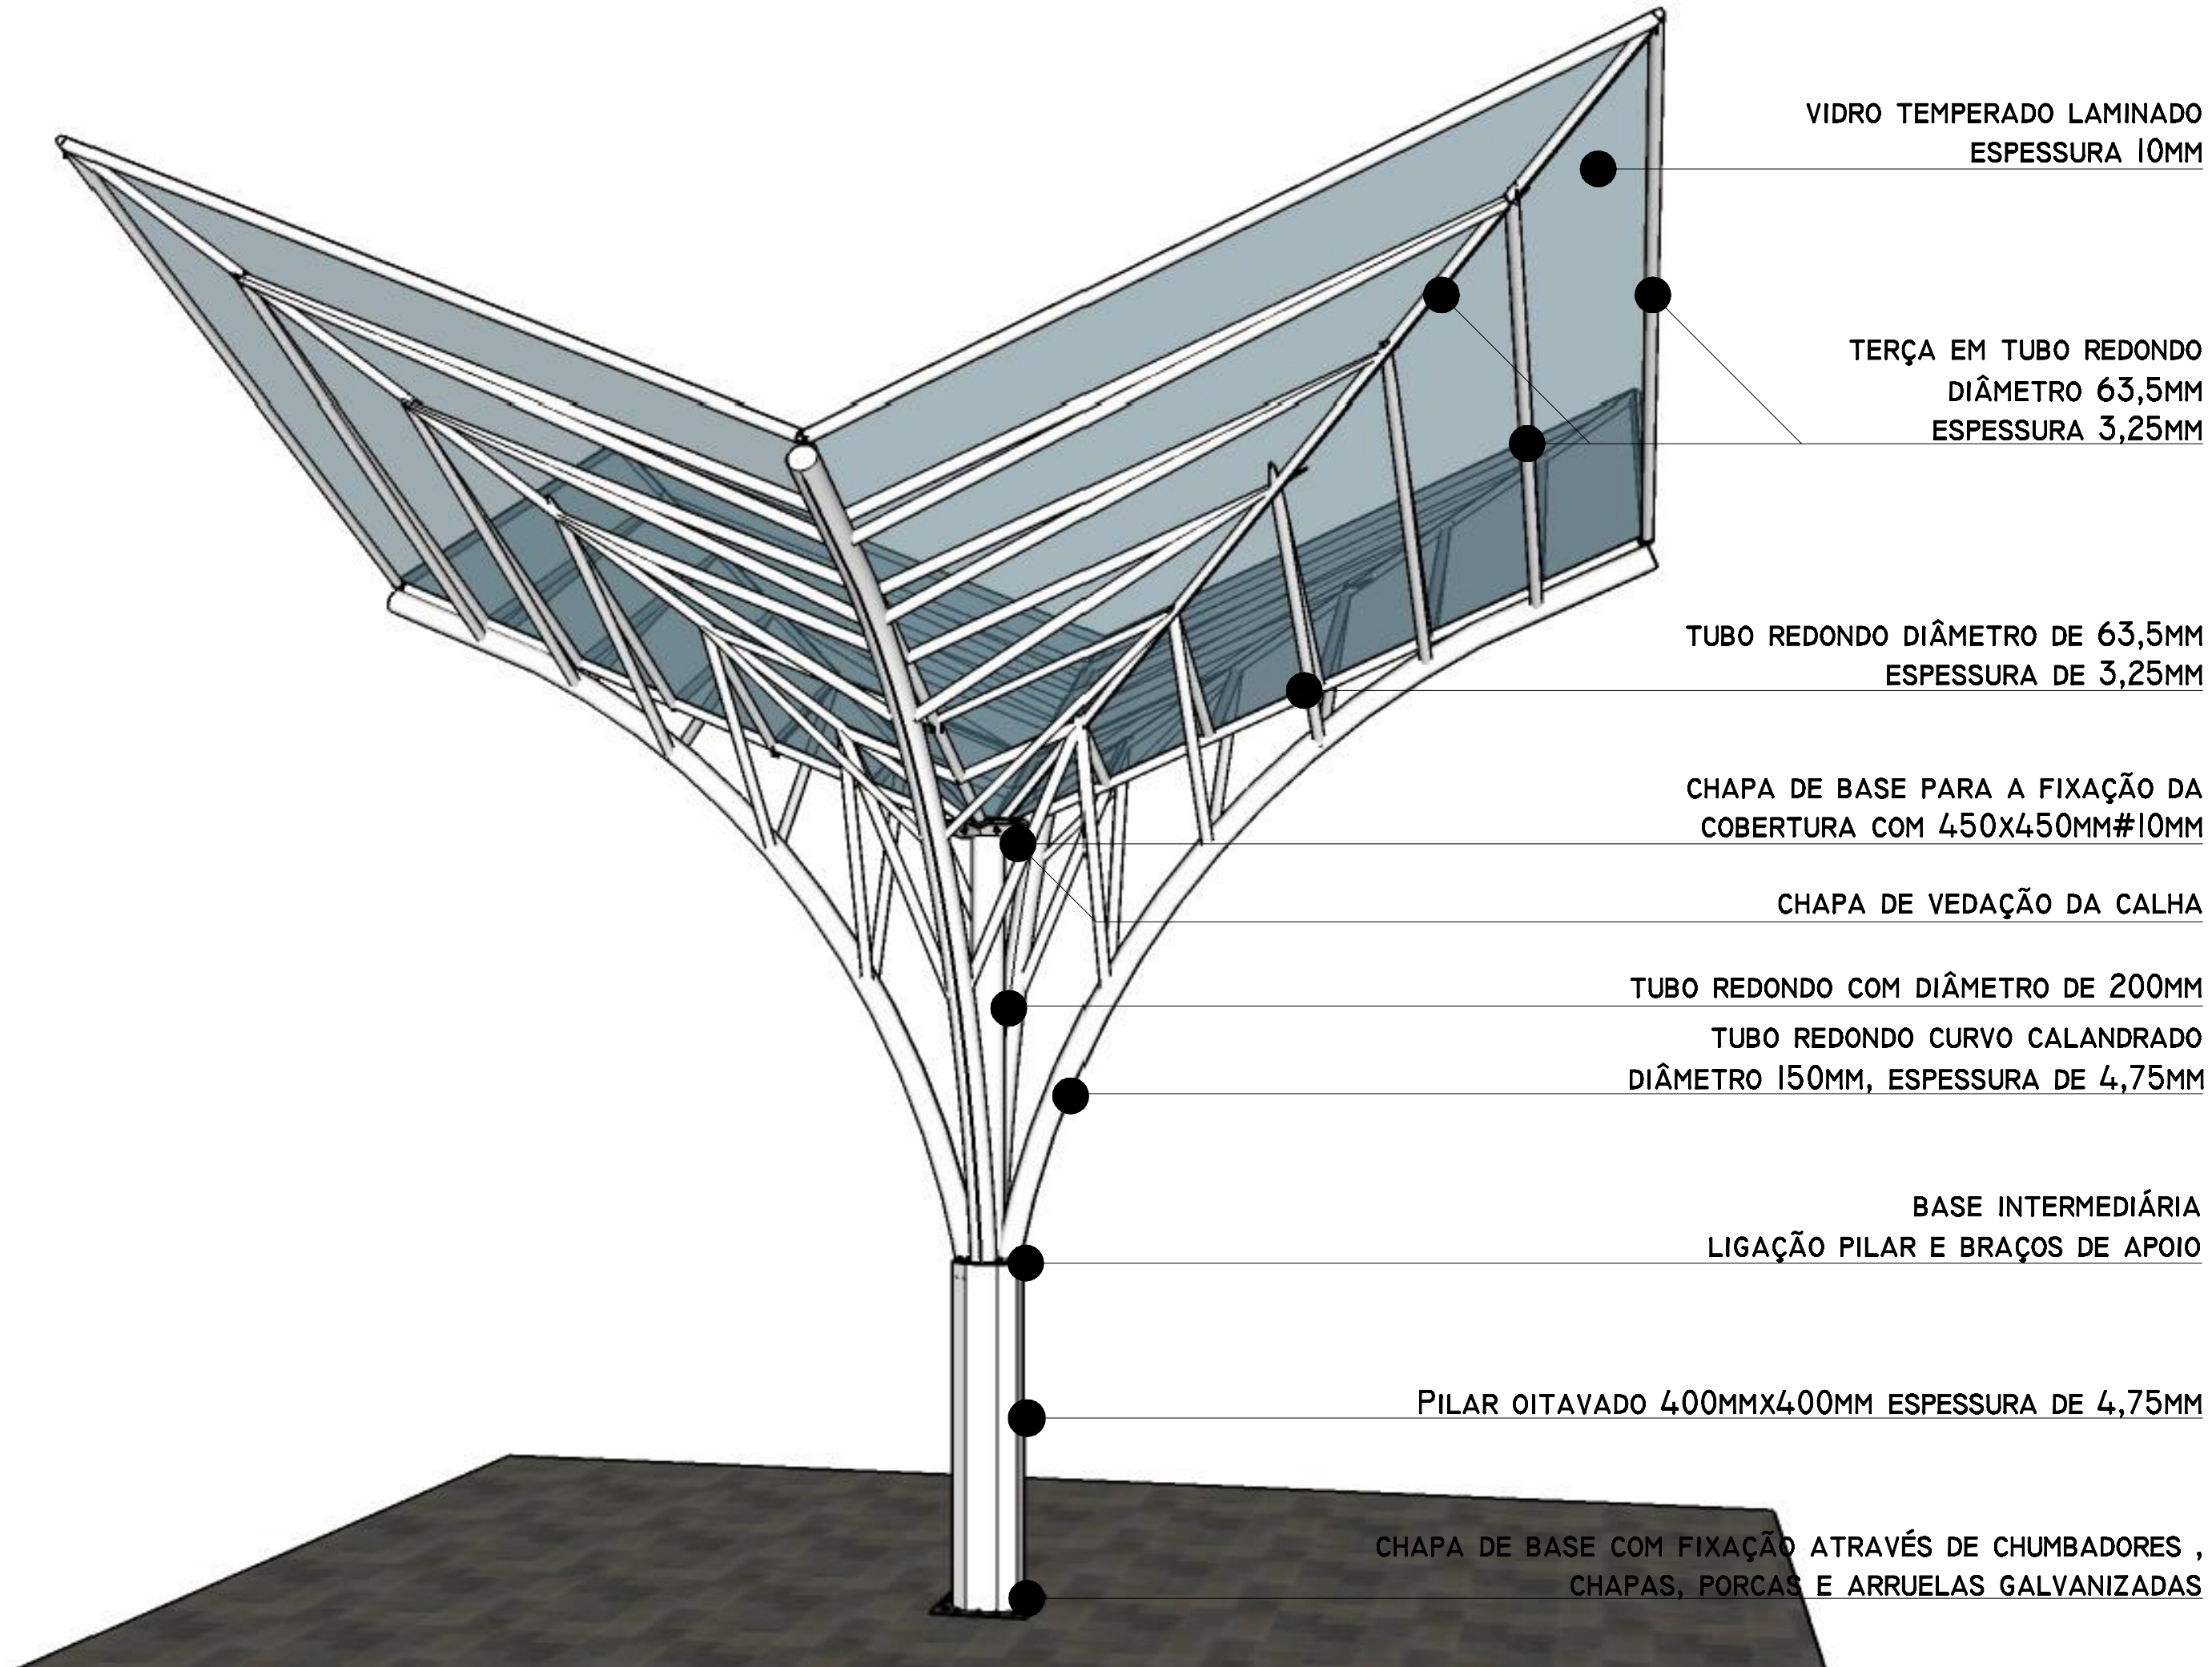 VIDRO TEMPERADO LAMINADO
ESPESSURA 10MM
TERÇA EM TUBO REDONDO
DIÂMETRO 63,5MM
ESPESSURA 3,25MM
TUBO REDONDO DIÂMETRO DE 63,5MM
ESPESSURA DE 3,25MM
CHAPA DE BASE PARA A FIXAÇÃO DA
COBERTURA COM 450X450MM#10MM
CHAPA DE VEDAÇÃO DA CALHA
TUBO REDONDO COM DIÂMETRO DE 200MM
TUBO REDONDO CURVO CALANDRADO
DIÂMETRO 150MM, ESPESSURA DE 4,75MM
BASE INTERMEDIÁRIA
LIGAÇÃO PILAR E BRAÇOS DE APOIO
PILAR OITAVADO 400MMX400MM ESPESSURA DE 4,75MM
CHAPA DE BASE COM FIXAÇÃO ATRAVÉS DE CHUMBADORES ,
CHAPAS, PORCAS E ARRUELAS GALVANIZADAS